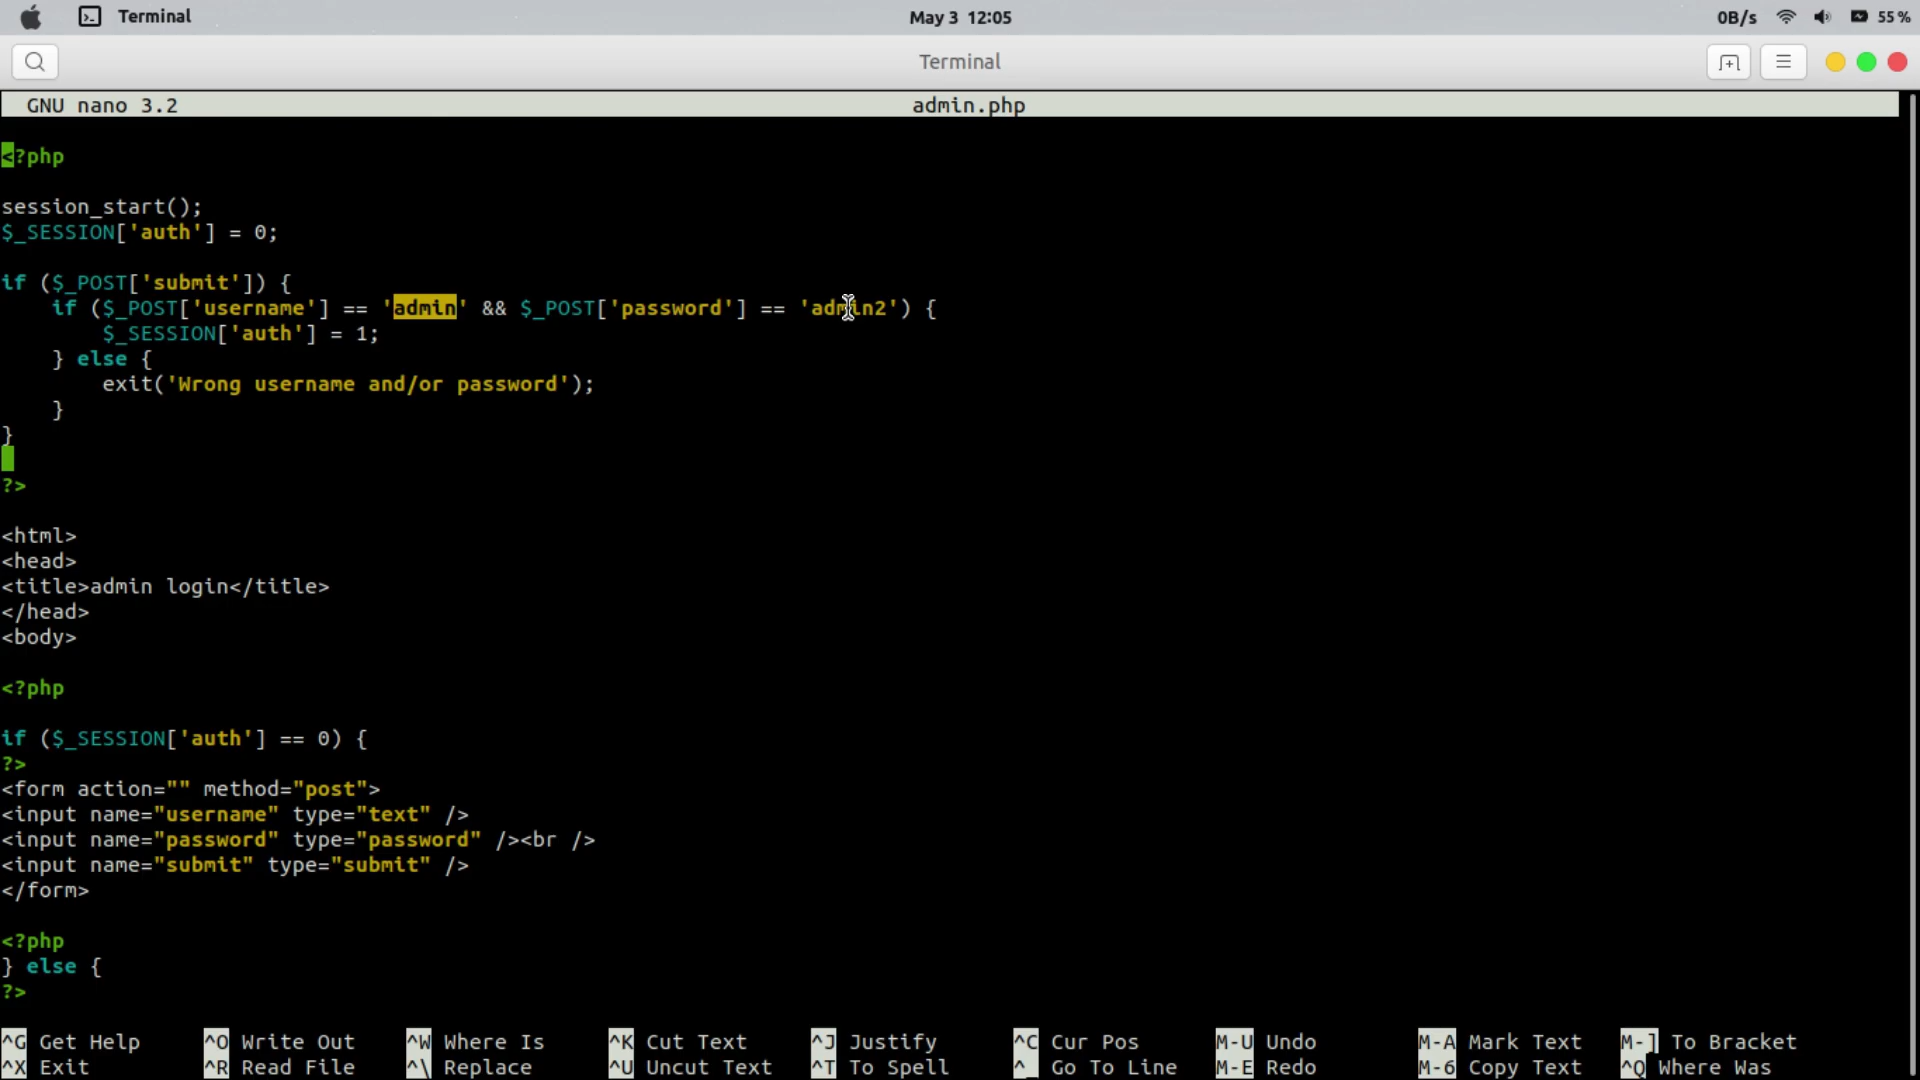 Terminal
May 3 12:05
0B/s
55 %
Terminal
GNU nano 3.2
admin.php
<?php
session_start();
$_SESSION['auth'] = 0;
if ($_POST['submit']) {
    if ($_POST['username'] == 'admin' && $_POST['password'] == 'admin2') {
        $_SESSION['auth'] = 1;
    } else {
        exit('Wrong username and/or password');
    }
}
?>
<html>
<head>
<title>admin login</title>
</head>
<body>
<?php
if ($_SESSION['auth'] == 0) {
?>
<form action="" method="post">
<input name="username" type="text" />
<input name="password" type="password" /><br />
<input name="submit" type="submit" />
</form>
<?php
} else {
?>
^G Get Help ^O Write Out ^W Where Is ^K Cut Text ^J Justify ^C Cur Pos M-U Undo M-A Mark Text M-] To Bracket
^X Exit ^R Read File ^\ Replace ^U Uncut Text ^T To Spell ^_ Go To Line M-E Redo M-6 Copy Text ^Q Where Was